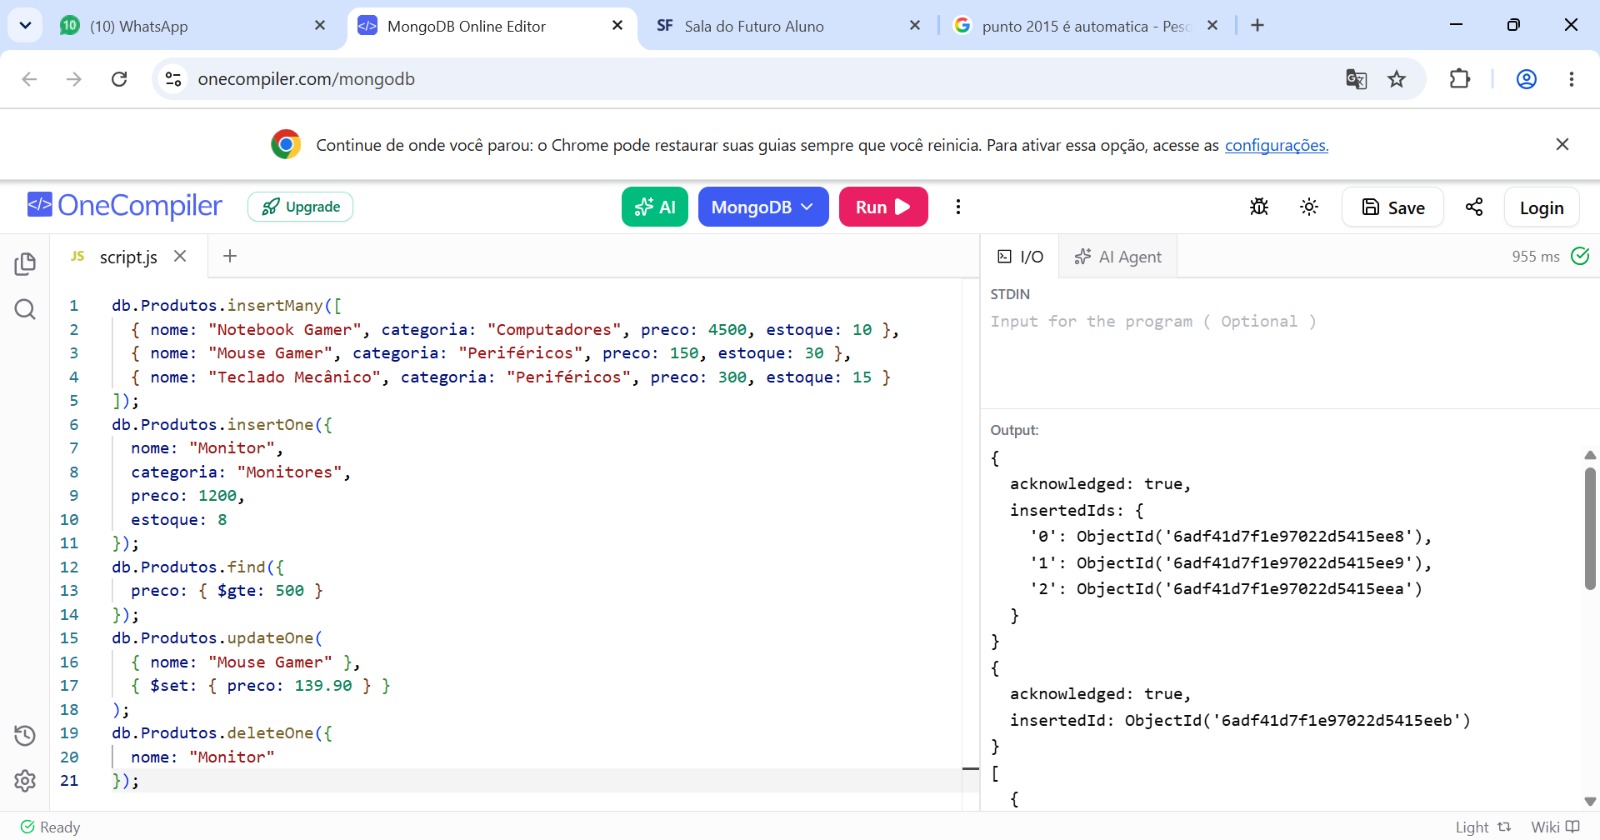 10 (10) WhatsApp
MongoDB Online Editor
SF Sala do Futuro Aluno
punto 2015 é automatica - Pesc
onecompiler.com/mongodb
Continue de onde você parou: o Chrome pode restaurar suas guias sempre que você reinicia. Para ativar essa opção, acesse as configurações.
</> OneCompiler
Upgrade
AI
MongoDB
Run
Save
Login
JS script.js
I/O
AI Agent
955 ms
1 db.Produtos.insertMany([
2 { nome: "Notebook Gamer", categoria: "Computadores", preco: 4500, estoque: 10 },
3 { nome: "Mouse Gamer", categoria: "Periféricos", preco: 150, estoque: 30 },
4 { nome: "Teclado Mecânico", categoria: "Periféricos", preco: 300, estoque: 15 }
5 ]);
6 db.Produtos.insertOne({
7 nome: "Monitor",
8 categoria: "Monitores",
9 preco: 1200,
10 estoque: 8
11 });
12 db.Produtos.find({
13 preco: { $gte: 500 }
14 });
15 db.Produtos.updateOne(
16 { nome: "Mouse Gamer" },
17 { $set: { preco: 139.90 } }
18 );
19 db.Produtos.deleteOne({
20 nome: "Monitor"
21 });
STDIN
Input for the program ( Optional )
Output:
{
acknowledged: true,
insertedIds: {
'0': ObjectId('6adf41d7f1e97022d5415ee8'),
'1': ObjectId('6adf41d7f1e97022d5415ee9'),
'2': ObjectId('6adf41d7f1e97022d5415eea')
}
}
{
acknowledged: true,
insertedId: ObjectId('6adf41d7f1e97022d5415eeb')
}
[
{
Ready
Light
Wiki